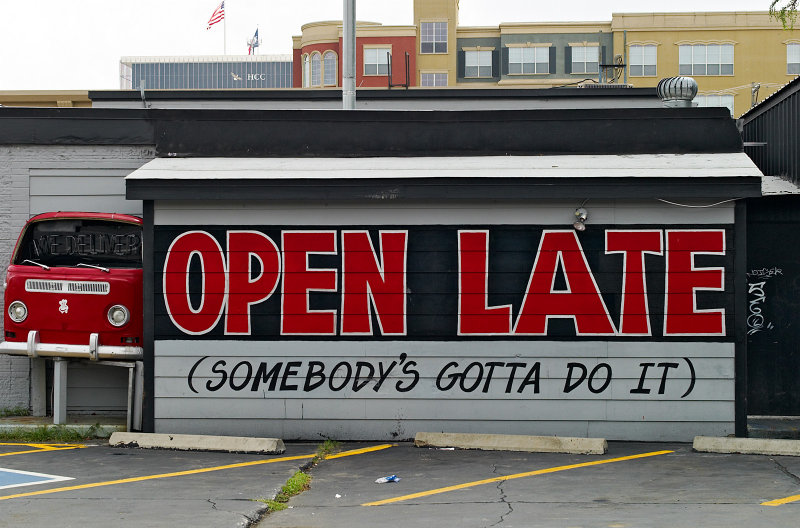 HCC
WE DELIVER
OPEN LATE
(SOMEBODY'S GOTTA DO IT)